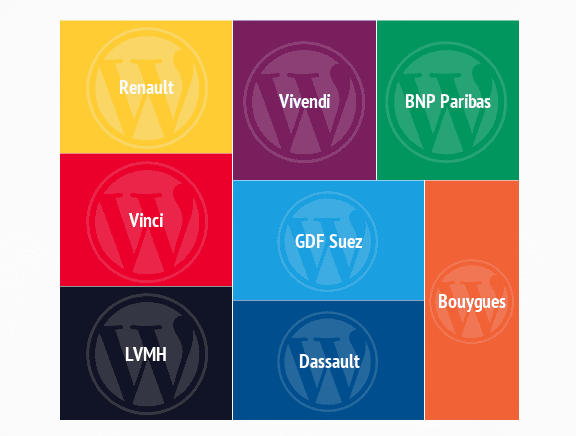 Renault
Vivendi
BNP Paribas
Vinci
GDF Suez
Bouygues
LVMH
Dassault